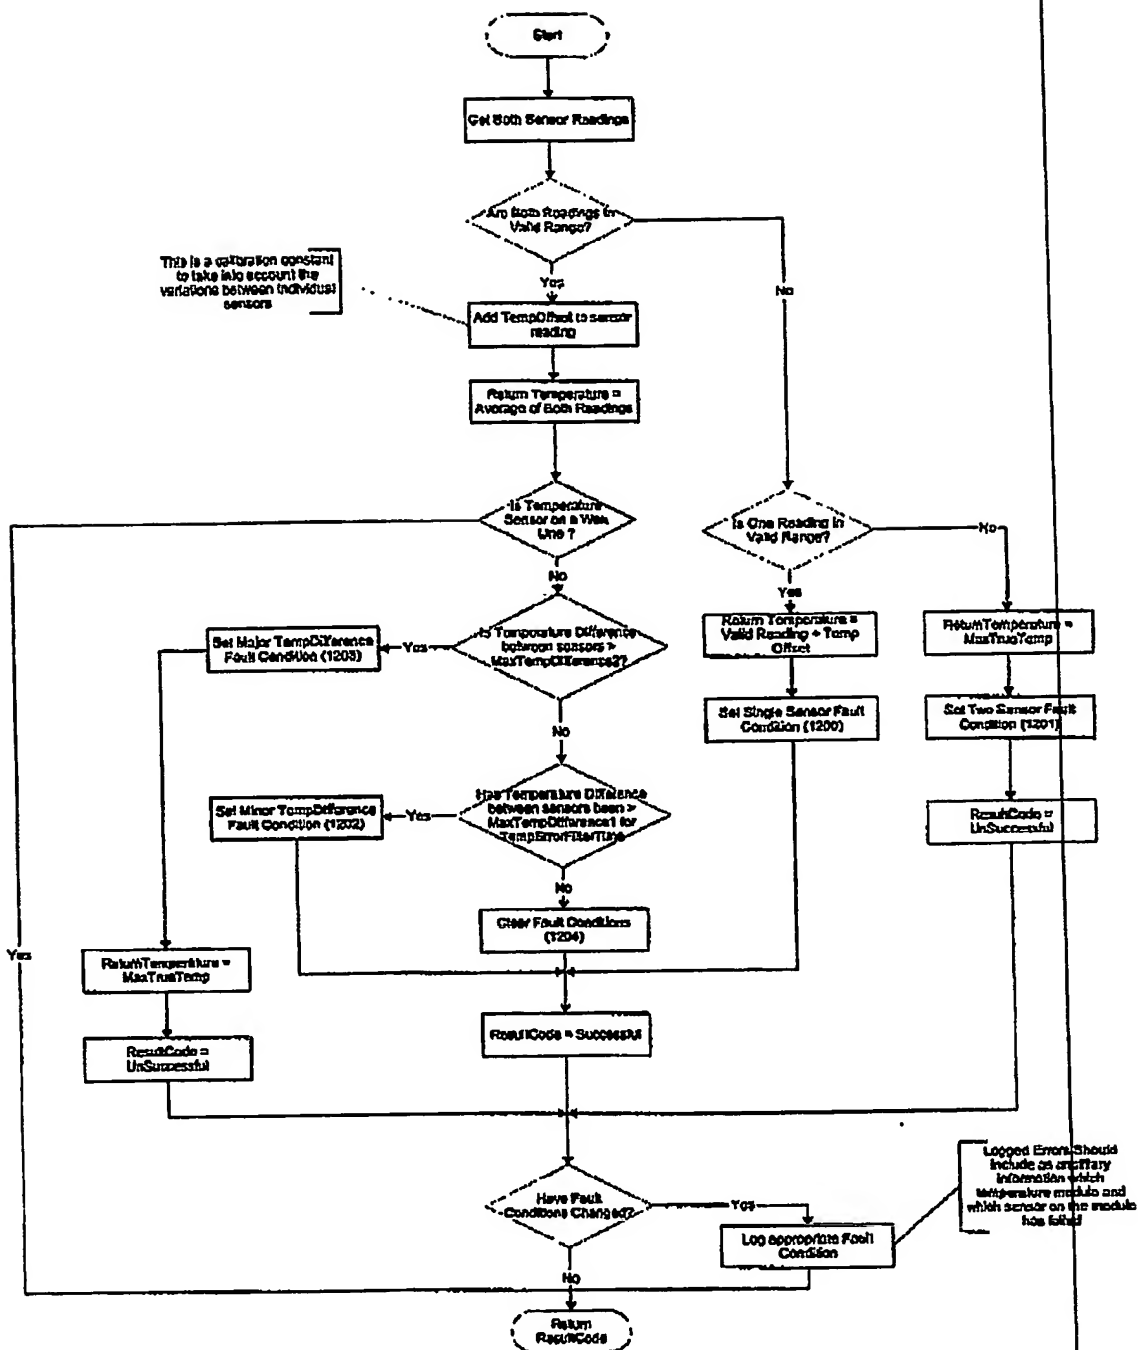 Start
Get Both Sensor Readings
Are Both Readings In
Valid Range?
This is a calibration constant
to take into account the
variations between individual
sensors
Yes
No
Add TempOffset to sensor
reading
Return Temperature =
Average of Both Readings
Is Temperature
Sensor on a
Line ?
Is One Reading In
Valid Range?
No
No
Yes
Set Major TempDifference
Fault Condition (1203)
Yes
Is Temperature Difference
between sensors >
MaxTempDifference2?
Return Temperature =
Valid Reading + Temp
Offset
ReturnTemperature =
MaxTrueTemp
Set Single Sensor Fault
Condition (1200)
Set Two Sensor Fault
Condition (1201)
No
Set Minor TempDifference
Fault Condition (1202)
Yes
Has Temperature Difference
between sensors been >
MaxTempDifference1 for
TempErrorFilterTime
ResultCode =
UnSuccessful
No
Clear Fault Conditions
(1204)
Yes
ReturnTemperature =
MaxTrueTemp
ResultCode = Successful
ResultCode =
UnSuccessful
Have Fault
Conditions Changed?
Yes
Logged Errors Should
include as ancillary
information which
temperature module and
which sensor on the module
has failed
Log appropriate Fault
Condition
No
Return
ResultCode